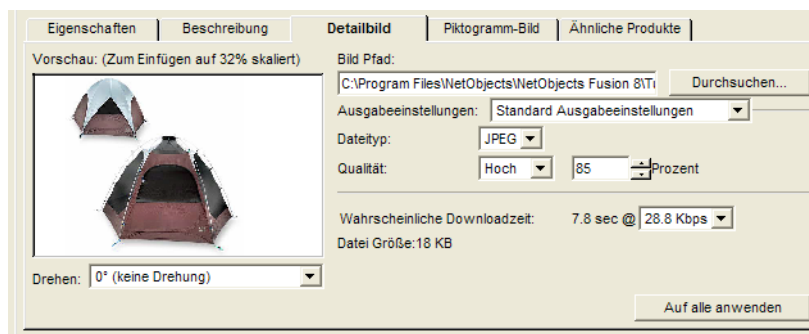 Eigenschaften Beschreibung Detailbild Piktogramm-Bild Ähnliche Produkte
Vorschau: (Zum Einfügen auf 32% skaliert)
Drehen: 0° (keine Drehung)
Bild Pfad:
C:\Program Files\NetObjects\NetObjects Fusion 8\ Durchsuchen...
Ausgabeeinstellungen: Standard Ausgabeeinstellungen
Dateityp: JPEG
Qualität: Hoch 85 Prozent
Wahrscheinliche Downloadzeit: 7.8 sec @ 28.8 Kbps
Datei Größe:18 KB
Auf alle anwenden